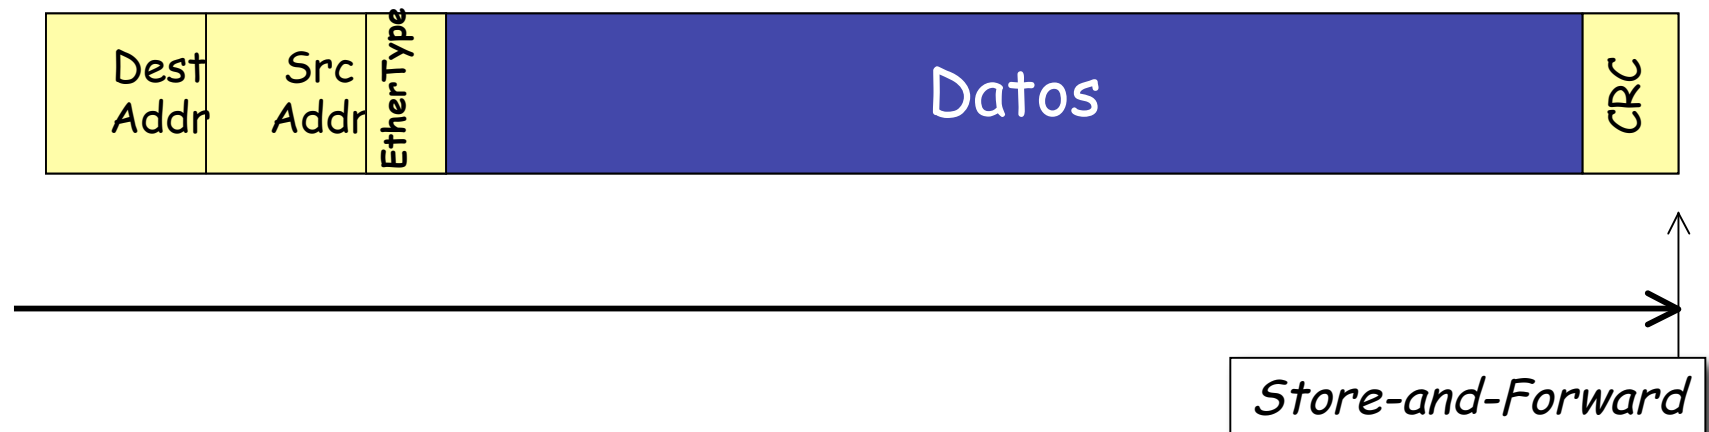 Dest
Addr
Src
Addr
EtherType
Datos
CRC
Store-and-Forward